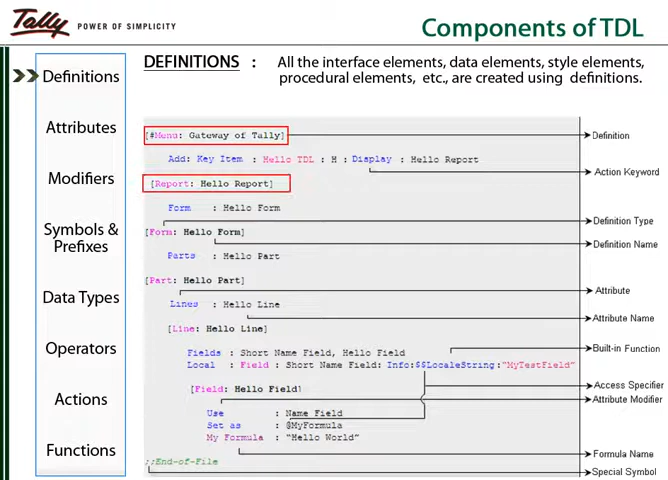 Tally POWER OF SIMPLICITY
Components of TDL
Definitions
Attributes
Modifiers
Symbols &
Prefixes
Data Types
Operators
Actions
Functions
DEFINITIONS : All the interface elements, data elements, style elements,
procedural elements, etc., are created using definitions.
[#Menu: Gateway of Tally]
Add: Key Item : Hello TDL : H : Display : Hello Report
[Report: Hello Report]
Form : Hello Form
[Form: Hello Form]
Parts : Hello Part
[Part: Hello Part]
Lines : Hello Line
[Line: Hello Line]
Fields : Short Name Field, Hello Field
Local : Field : Short Name Field: Info:$$LocaleString:"MyTestField"
[Field: Hello Field]
Use : Name Field
Set as : @MyFormula
My Formula : "Hello World"
;;End-of-File
Definition
Action Keyword
Definition Type
Definition Name
Attribute
Attribute Name
Built-in Function
Access Specifier
Attribute Modifier
Formula Name
Special Symbol